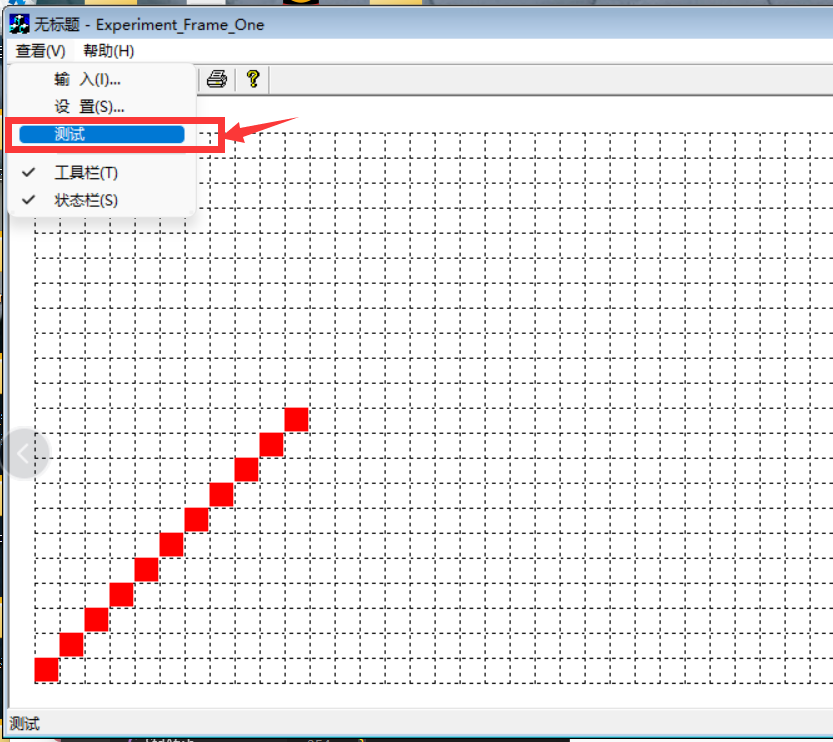 无标题 - Experiment_Frame_One
查看(V) 帮助(H)
输 入(I)...
设 置(S)...
测试
工具栏(T)
状态栏(S)
测试